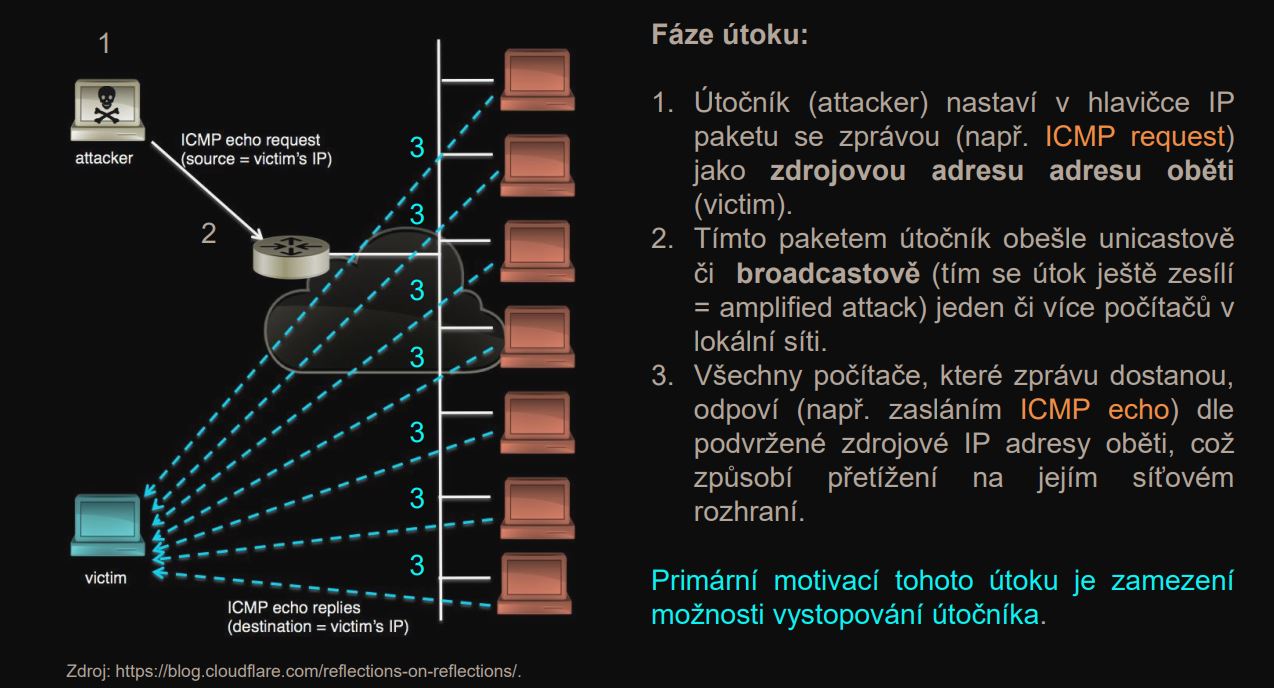 1
attacker
ICMP echo request
(source = victim's IP)
2
3
3
3
3
3
3
3
victim
ICMP echo replies
(destination = victim's IP)
Zdroj: https://blog.cloudflare.com/reflections-on-reflections/.
Fáze útoku:
1. Útočník (attacker) nastaví v hlavičce IP
paketu se zprávou (např. ICMP request)
jako zdrojovou adresu adresu oběti
(victim).
2. Tímto paketem útočník obešle unicastově
či broadcastově (tím se útok ještě zesílí
= amplified attack) jeden či více počítačů v
lokální síti.
3. Všechny počítače, které zprávu dostanou,
odpoví (např. zasláním ICMP echo) dle
podvržené zdrojové IP adresy oběti, což
způsobí přetížení na jejím síťovém
rozhraní.
Primární motivací tohoto útoku je zamezení
možnosti vystopování útočníka.